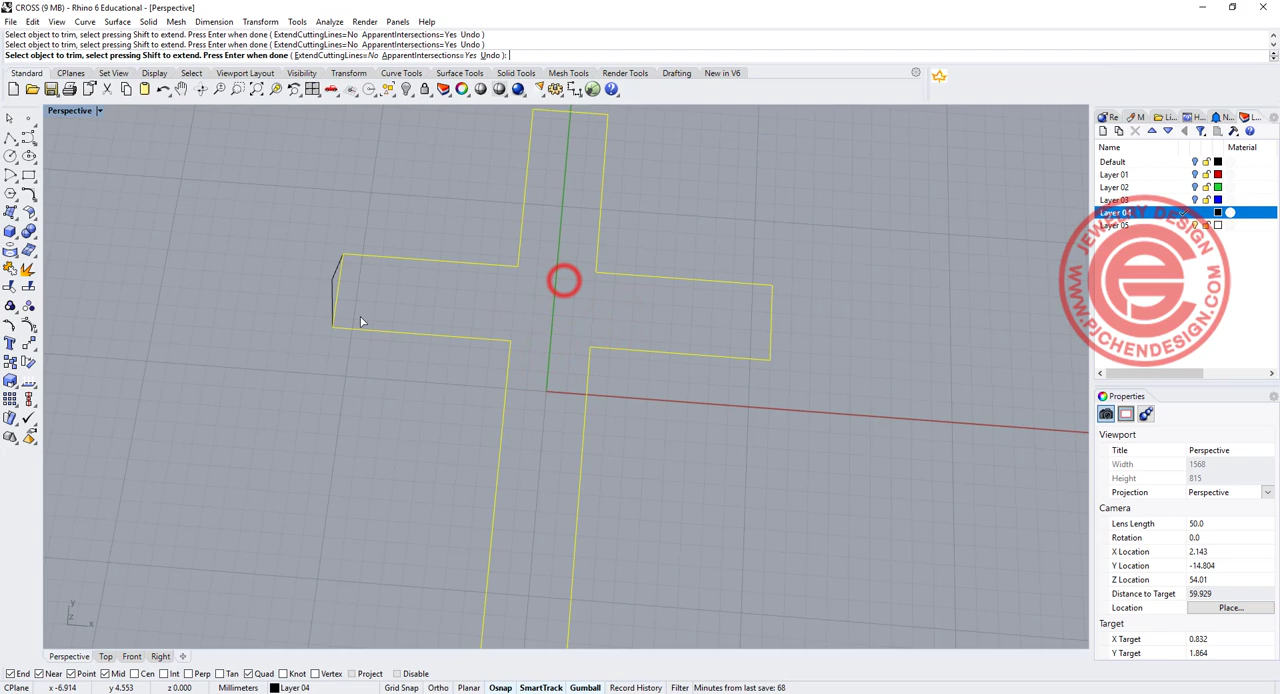 CROSS (9 MB) - Rhino 6 Educational - [Perspective]
File Edit View Curve Surface Solid Mesh Dimension Transform Tools Analyze Render Panels Help
Select object to trim, select pressing Shift to extend. Press Enter when done ( ExtendCuttingLines=No ApparentIntersections=Yes Undo )
Select object to trim, select pressing Shift to extend. Press Enter when done ( ExtendCuttingLines=No ApparentIntersections=Yes Undo )
Select object to trim, select pressing Shift to extend. Press Enter when done ( ExtendCuttingLines=No ApparentIntersections=Yes Undo ):
Standard CPlanes Set View Display Select Viewport Layout Visibility Transform Curve Tools Surface Tools Solid Tools Mesh Tools Render Tools Drafting New in V6
Perspective
Re M Li... H... N... L...
Name Material
Default
Layer 01
Layer 02
Layer 03
Layer 04
Layer 05
JEWELRY DESIGN
WWW.PJCHENDESIGN.COM
Properties
Viewport
Title Perspective
Width 1568
Height 815
Projection Perspective
Camera
Lens Length 50.0
Rotation 0.0
X Location 2.143
Y Location -14.804
Z Location 54.01
Distance to Target 59.929
Location Place...
Target
X Target 0.832
Y Target 1.864
y
z x
Perspective Top Front Right
End Near Point Mid Cen Int Perp Tan Quad Knot Vertex Project Disable
CPlane x -6.914 y 4.553 z 0.000 Millimeters Layer 04 Grid Snap Ortho Planar Osnap SmartTrack Gumball Record History Filter Minutes from last save: 68